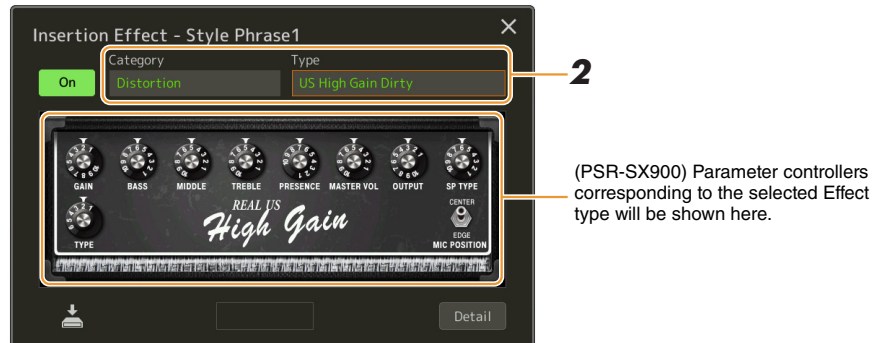 Insertion Effect - Style Phrase1
Category
Type
On
Distortion
US High Gain Dirty
2
GAIN
BASS
MIDDLE
TREBLE
PRESENCE
MASTER VOL
OUTPUT
SP TYPE
TYPE
REAL US
High Gain
CENTER
EDGE
MIC POSITION
(PSR-SX900) Parameter controllers
corresponding to the selected Effect
type will be shown here.
Detail